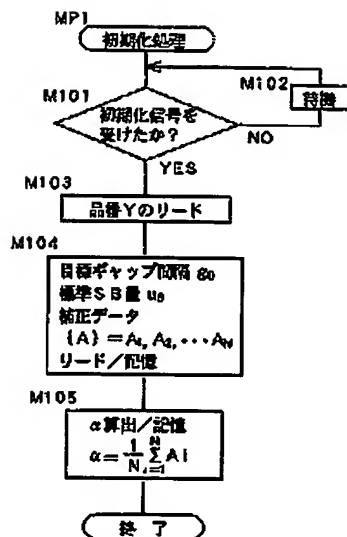 MP1
初期化処理
M101
M102
待機
初期化信号を
受けたか？
NO
YES
M103
品番Yのリード
M104
目標ギャップ間隔 g₀
標準SB量 u₀
補正データ
{A}=A₁, A₂, ⋯ A_N
リード／記憶
M105
α算出／記憶
α= 1/N Σ_{i=1}^{N} Ai
終了